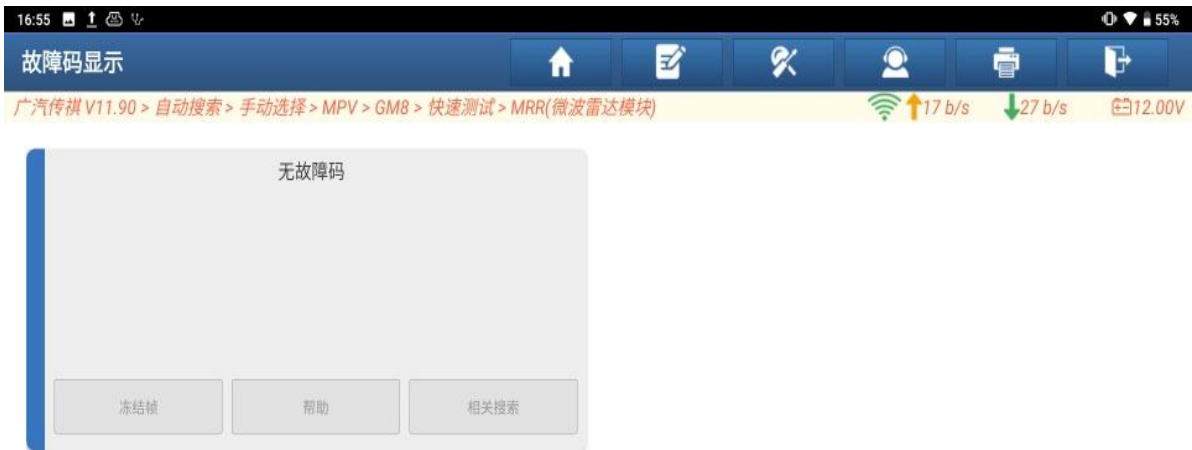 16:55 55%
故障码显示
广汽传祺 V11.90 > 自动搜索 > 手动选择 > MPV > GM8 > 快速测试 > MRR(微波雷达模块) 17 b/s 27 b/s 12.00V
无故障码
冻结帧 帮助 相关搜索